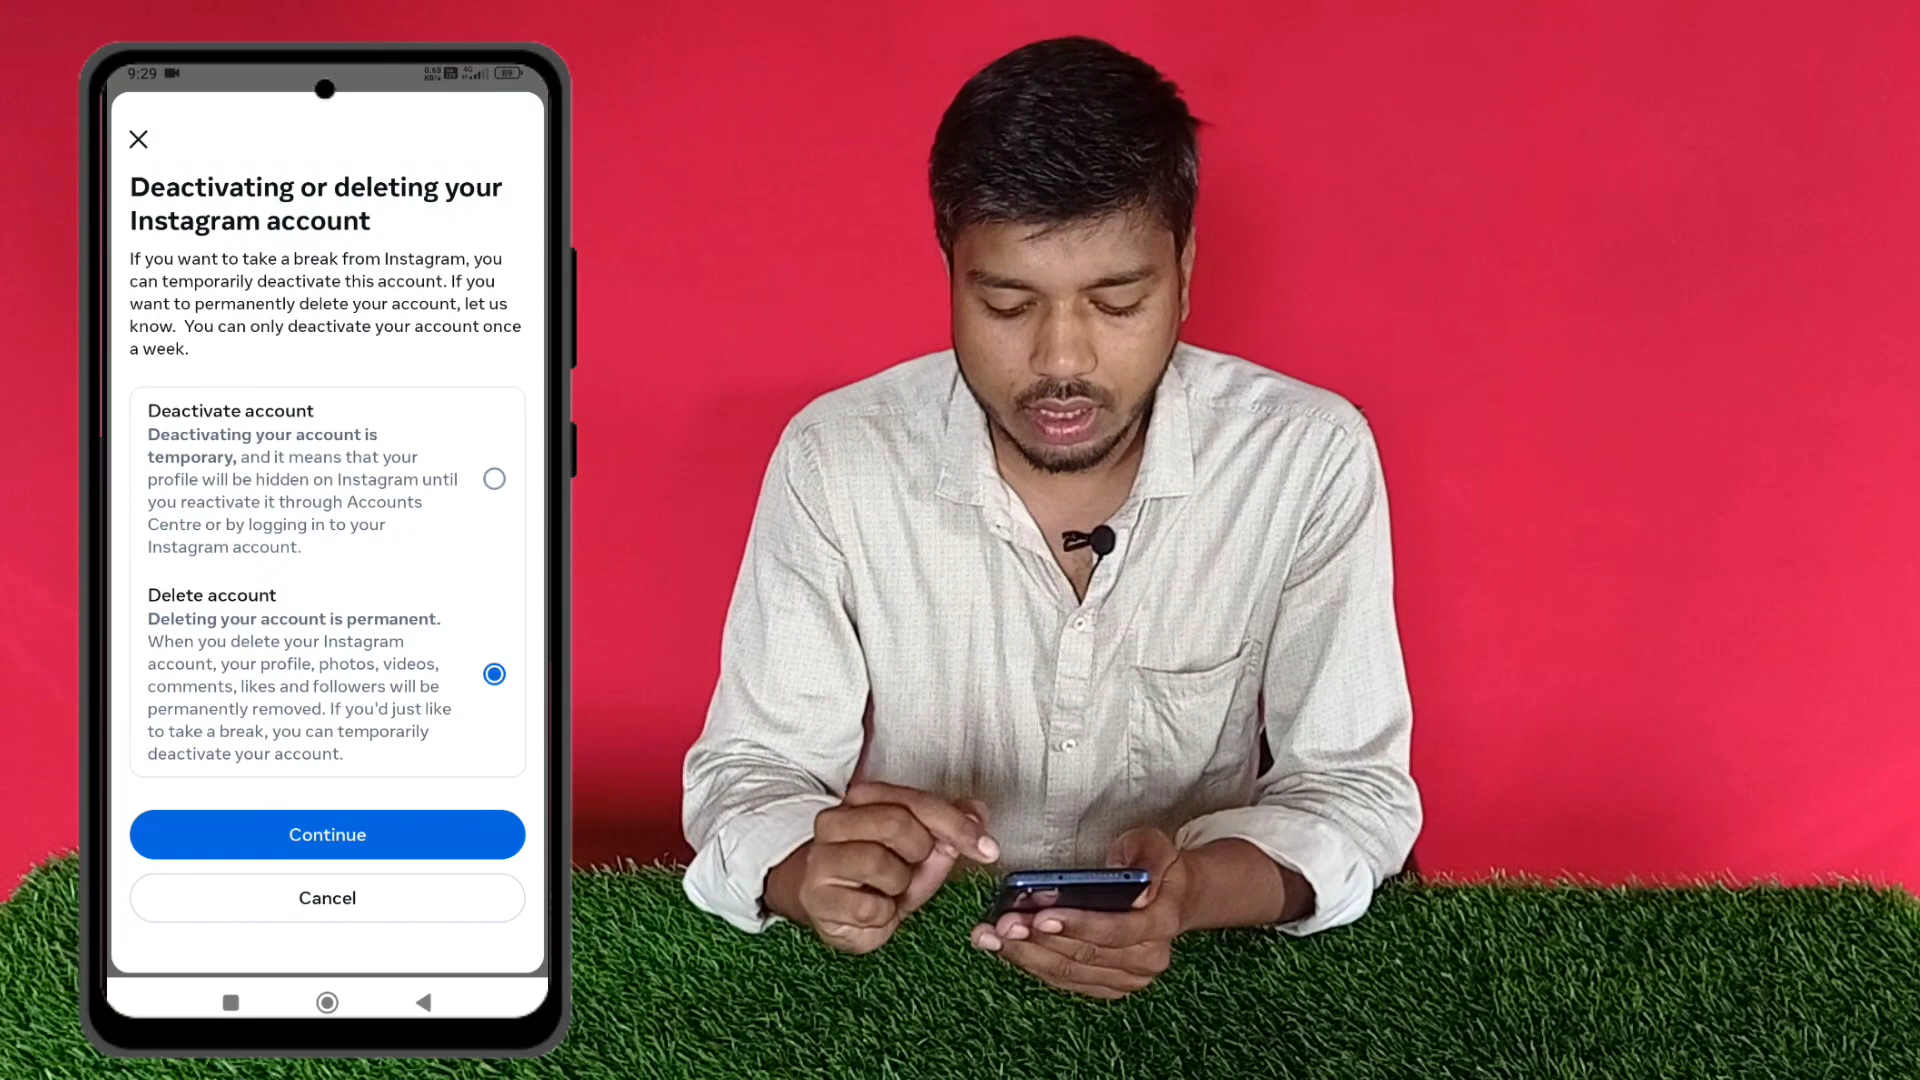 9:29
0.65
KB/s
4G
89
Deactivating or deleting your
Instagram account
If you want to take a break from Instagram, you
can temporarily deactivate this account. If you
want to permanently delete your account, let us
know. You can only deactivate your account once
a week.
Deactivate account
Deactivating your account is
temporary, and it means that your
profile will be hidden on Instagram until
you reactivate it through Accounts
Centre or by logging in to your
Instagram account.
Delete account
Deleting your account is permanent.
When you delete your Instagram
account, your profile, photos, videos,
comments, likes and followers will be
permanently removed. If you'd just like
to take a break, you can temporarily
deactivate your account.
Continue
Cancel